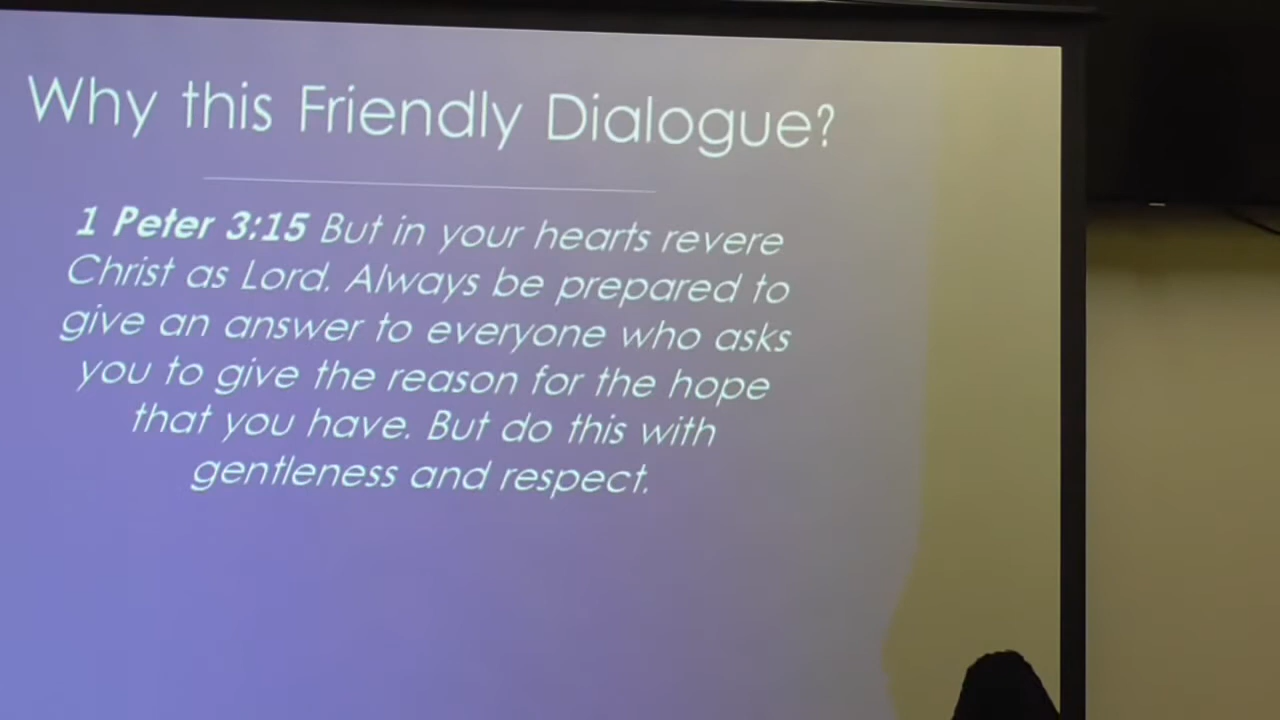 Why this Friendly Dialogue?
1 Peter 3:15 But in your hearts revere
Christ as Lord. Always be prepared to
give an answer to everyone who asks
you to give the reason for the hope
that you have. But do this with
gentleness and respect.